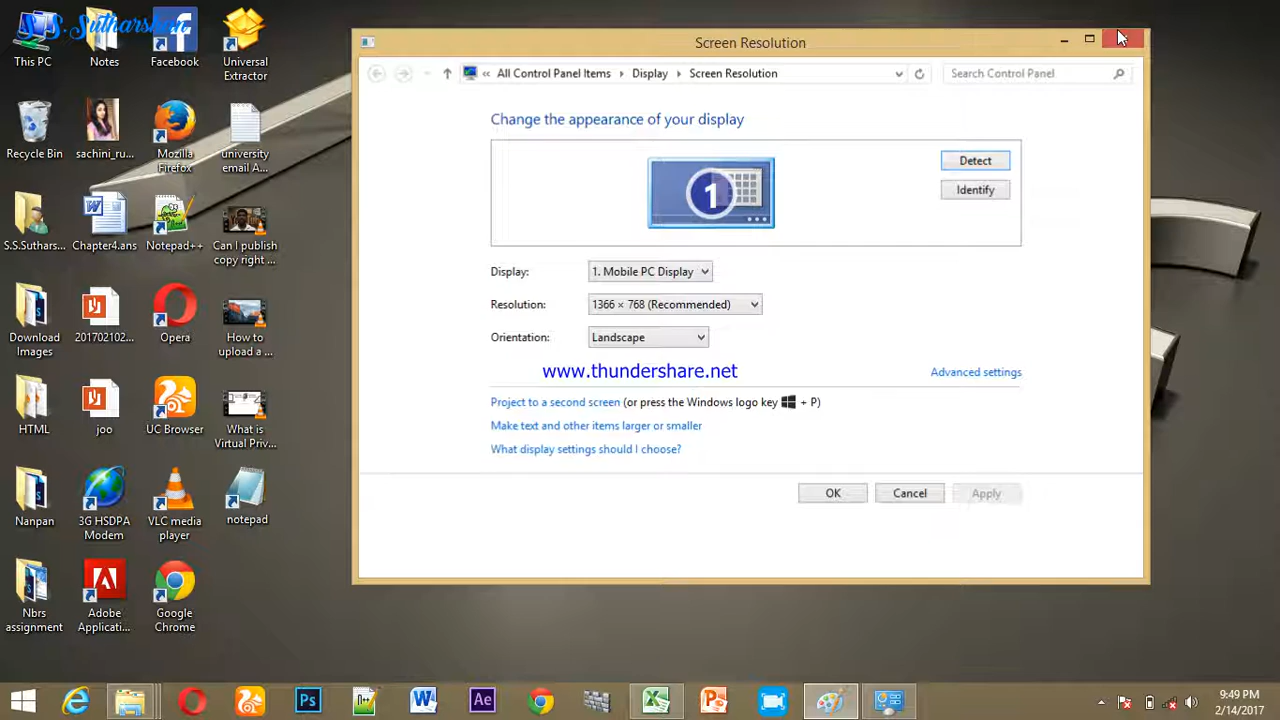 S.S.Sutharshan
This PC
Notes
Facebook
Universal
Extractor
Recycle Bin
sachini_ru...
Mozilla
Firefox
university
email A...
S.S.Suthars...
Chapter4.ans
Notepad++
Can I publish
copy right ...
Download
Images
201702102...
Opera
How to
upload a ...
HTML
joo
UC Browser
What is
Virtual Priv...
Nanpan
3G HSDPA
Modem
VLC media
player
notepad
Nbrs
assignment
Adobe
Applicati...
Google
Chrome
Screen Resolution
« All Control Panel Items › Display › Screen Resolution
Search Control Panel
Change the appearance of your display
1
Detect
Identify
Display: 1. Mobile PC Display
Resolution: 1366 × 768 (Recommended)
Orientation: Landscape
www.thundershare.net
Advanced settings
Project to a second screen (or press the Windows logo key + P)
Make text and other items larger or smaller
What display settings should I choose?
OK Cancel Apply
Ps
N++
W
Ae
X
P
9:49 PM
2/14/2017